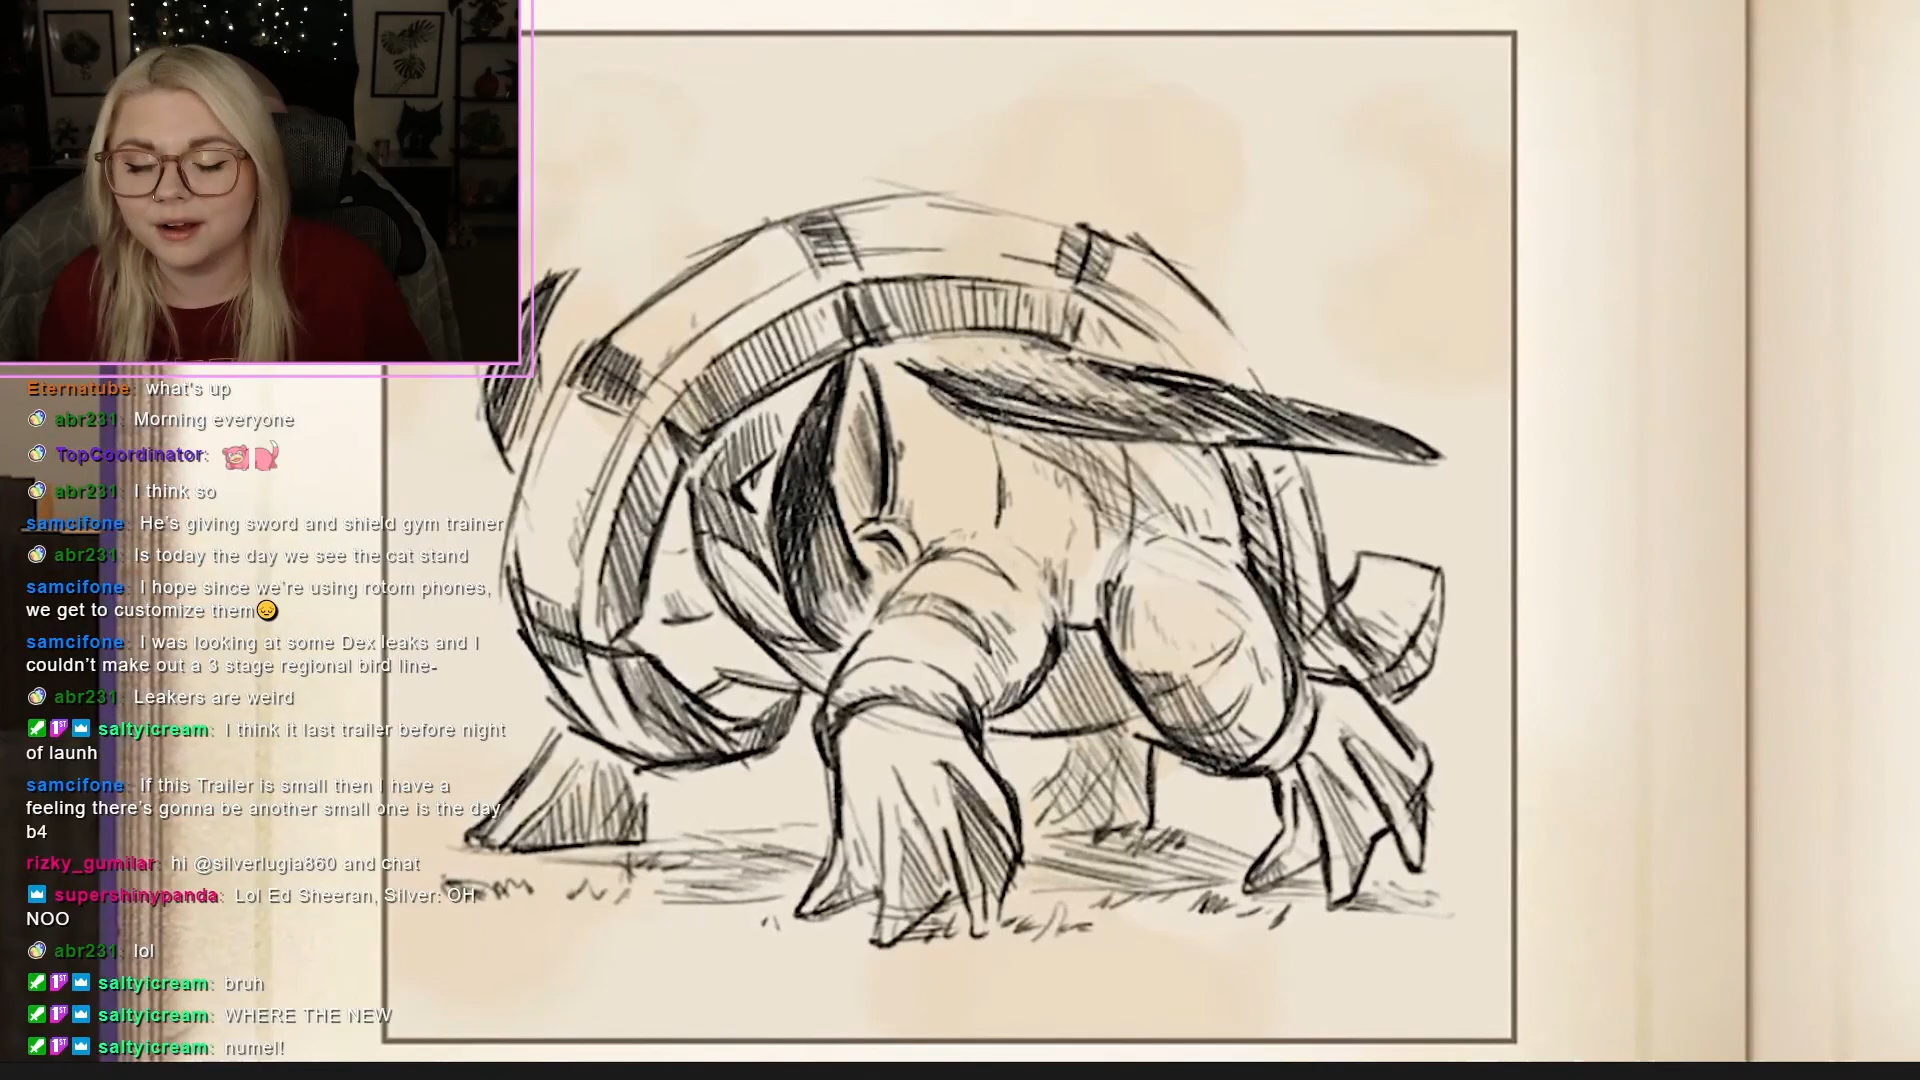 Eternatube: what's up
abr231: Morning everyone
TopCoordinator:
abr231: I think so
samcifone: He's giving sword and shield gym trainer
abr231: Is today the day we see the cat stand
samcifone: I hope since we're using rotom phones,
we get to customize them
samcifone: I was looking at some Dex leaks and I
couldn't make out a 3 stage regional bird line-
abr231: Leakers are weird
1ST saltyicream: I think it last trailer before night
of launh
samcifone: If this Trailer is small then I have a
feeling there's gonna be another small one is the day
b4
rizky_gumilar: hi @silverlugia860 and chat
supershinypanda: Lol Ed Sheeran, Silver: OH
NOO
abr231: lol
1ST saltyicream: bruh
1ST saltyicream: WHERE THE NEW
1ST saltyicream: numel!